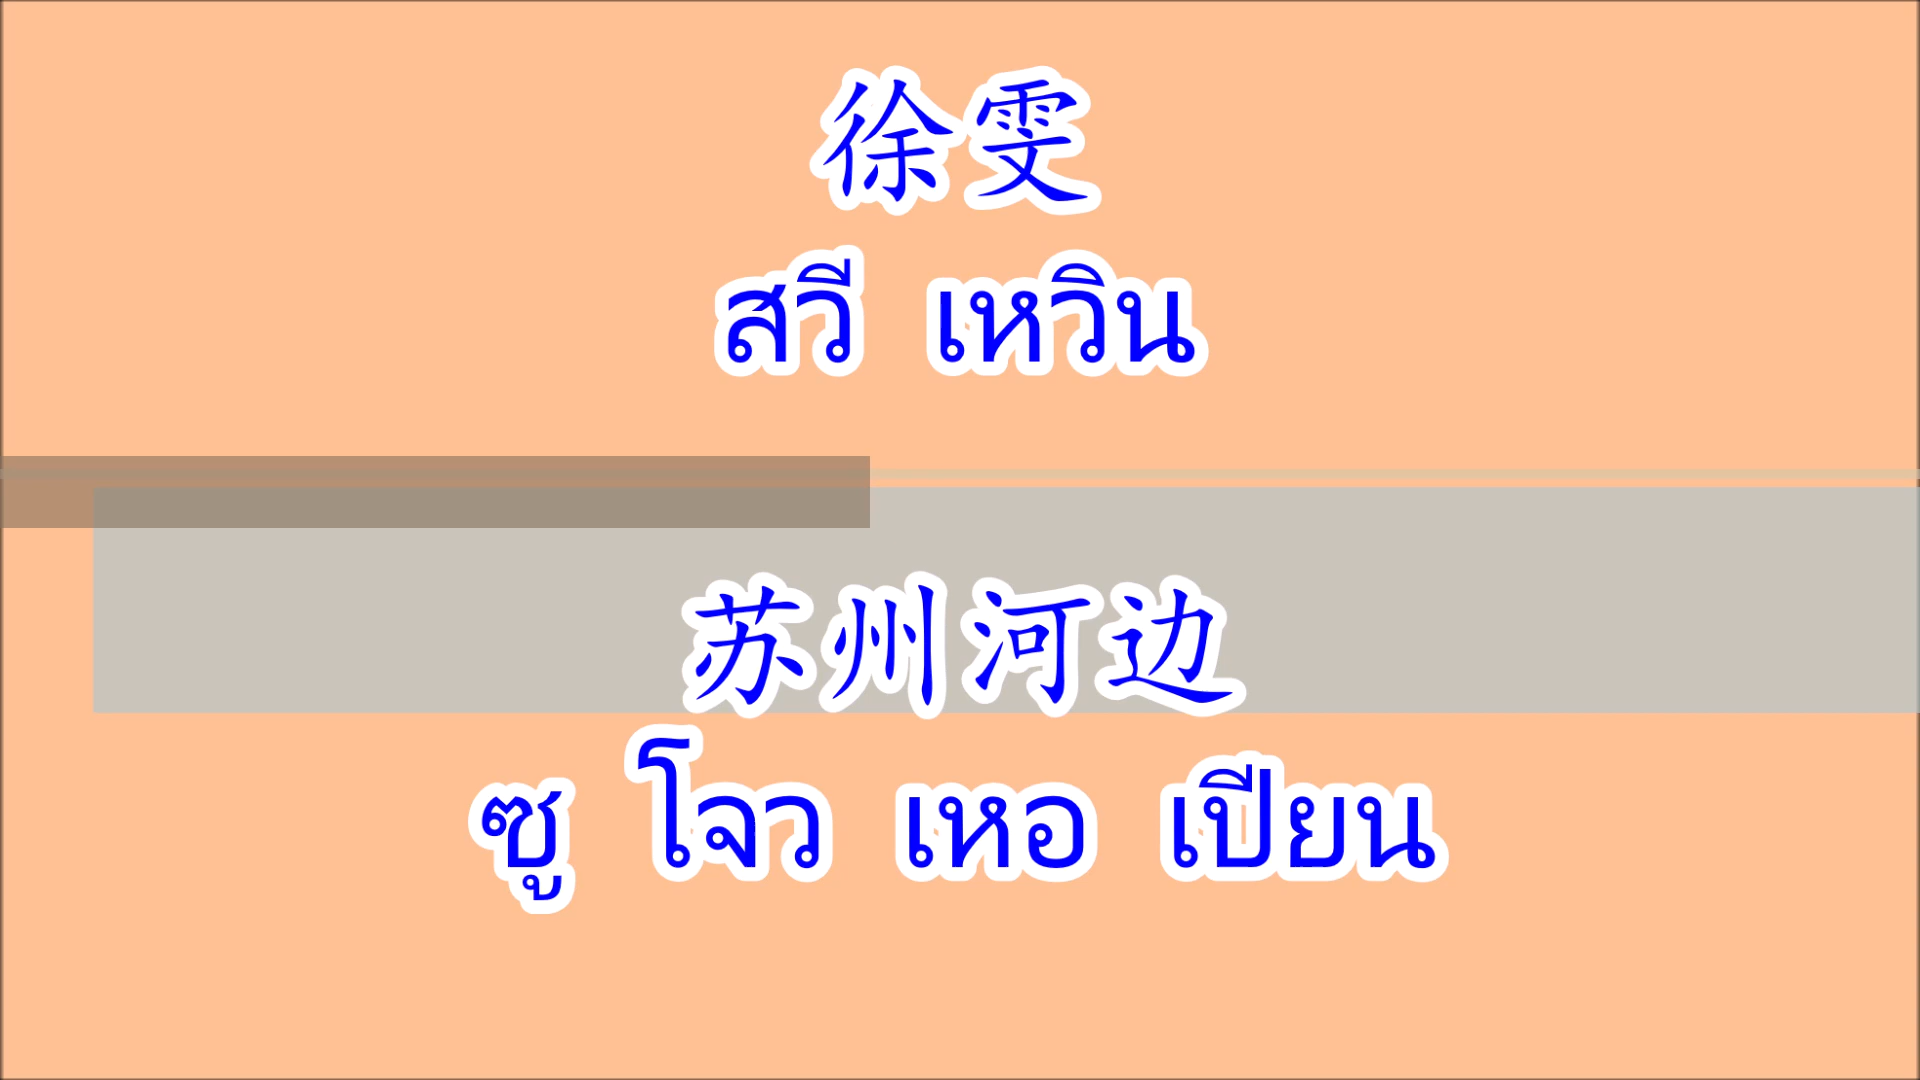 徐雯
สวี เหวิน
苏州河边
ซู โจว เหอ เปียน